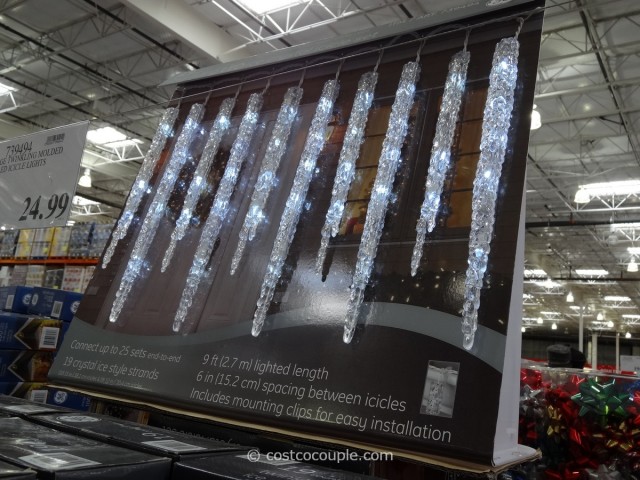 739494
TWINKLING MOLDED
ED ICICLE LIGHTS
24.99
Connect up to 25 sets end-to-end
19 crystal ice style strands
9 ft (2.7 m) lighted length
6 in (15.2 cm) spacing between icicles
Includes mounting clips for easy installation
© costcocouple.com